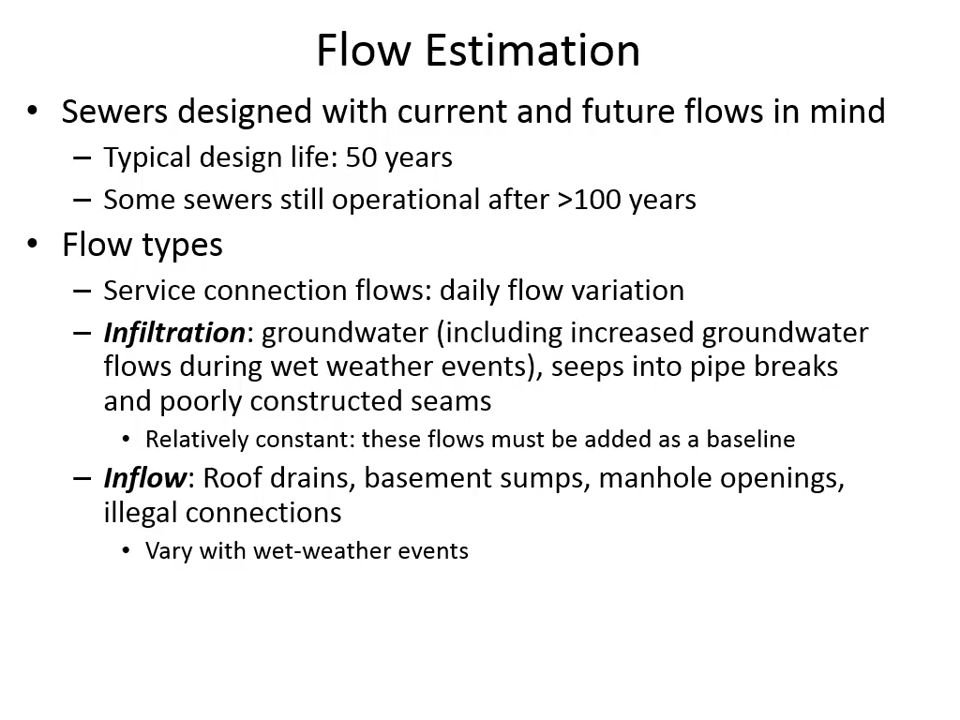 Flow Estimation
• Sewers designed with current and future flows in mind
– Typical design life: 50 years
– Some sewers still operational after >100 years
• Flow types
– Service connection flows: daily flow variation
– Infiltration: groundwater (including increased groundwater
flows during wet weather events), seeps into pipe breaks
and poorly constructed seams
• Relatively constant: these flows must be added as a baseline
– Inflow: Roof drains, basement sumps, manhole openings,
illegal connections
• Vary with wet-weather events